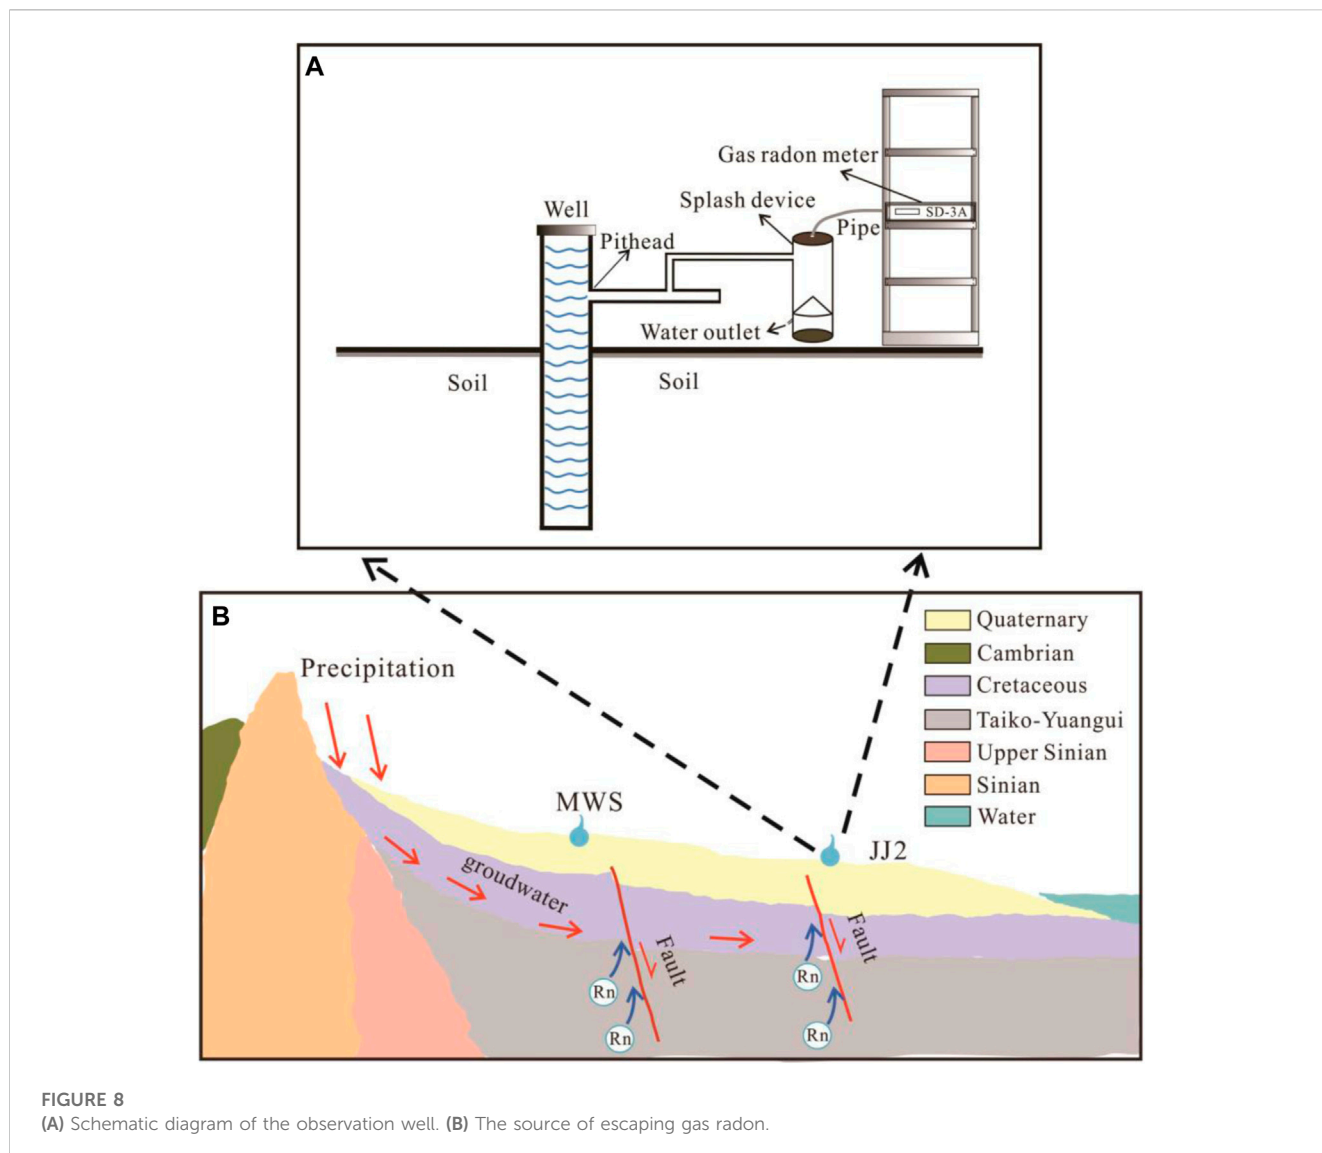 A
Gas radon meter
Splash device
SD-3A
Well
Pipe
Pithead
Water outlet
Soil
Soil
B
Quaternary
Cambrian
Cretaceous
Taiko-Yuangui
Upper Sinian
Sinian
Water
Precipitation
MWS
JJ2
groudwater
Fault
Fault
Rn
Rn
Rn
Rn
FIGURE 8
(A) Schematic diagram of the observation well. (B) The source of escaping gas radon.